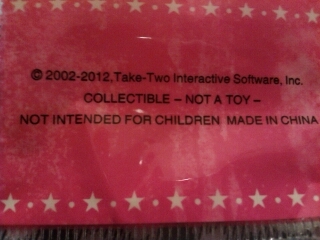 © 2002-2012, Take-Two Interactive Software, Inc.
COLLECTIBLE – NOT A TOY –
NOT INTENDED FOR CHILDREN MADE IN CHINA